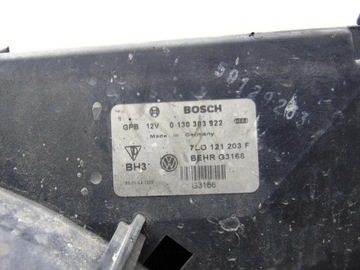 BOSCH
GPB 12V 0 130 303 922
Made in Germany
7L0 121 203 F
BH3
BEHR G3166
G3166